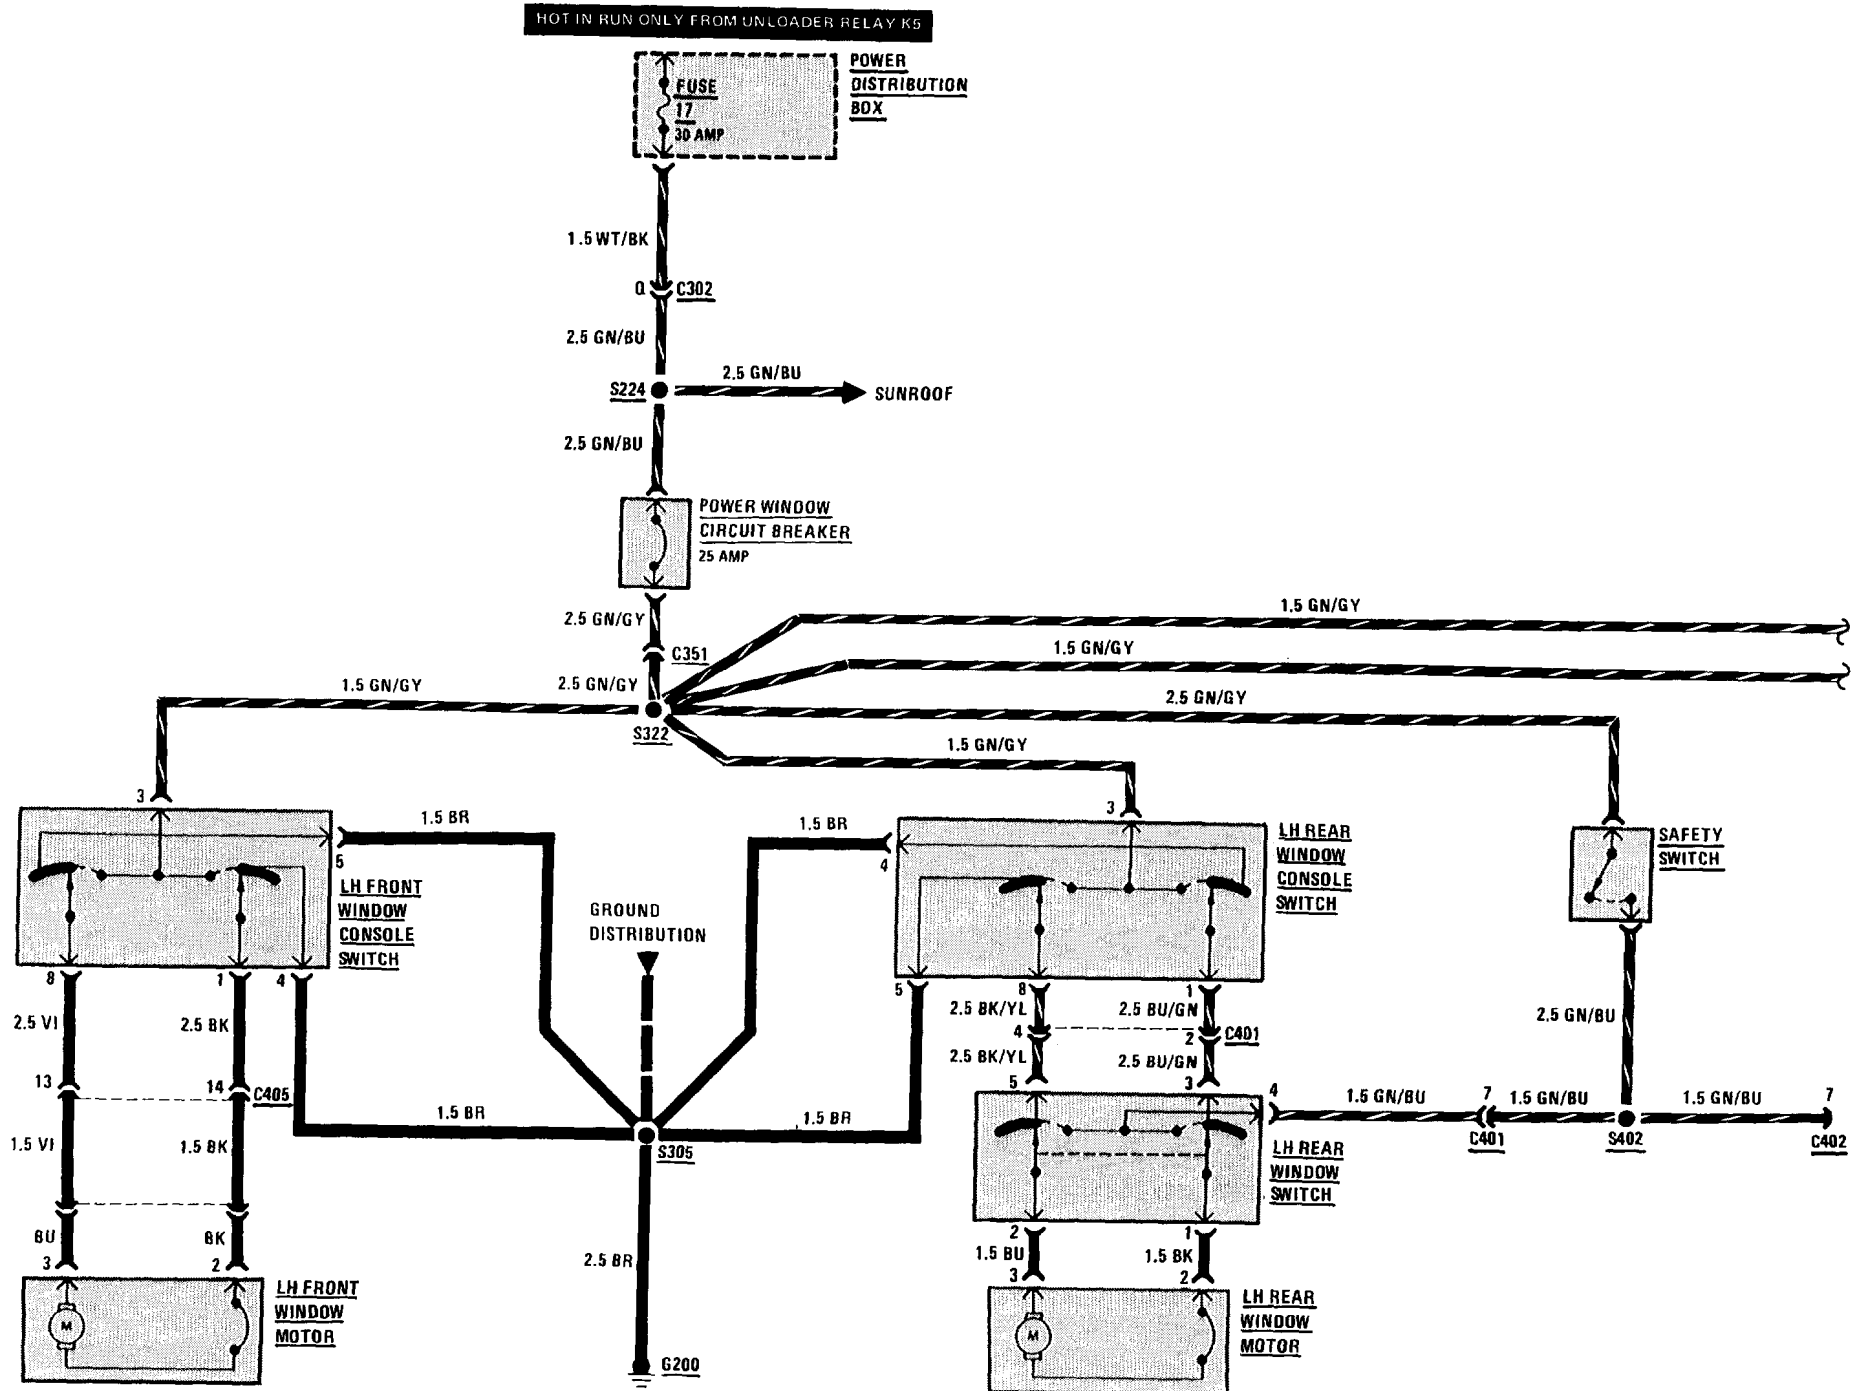 HOT IN RUN ONLY FROM UNLOADER RELAY K5
POWER
DISTRIBUTION
BOX
FUSE
17
30 AMP
1.5 WT/BK
Q
C302
2.5 GN/BU
S224
2.5 GN/BU
SUNROOF
2.5 GN/BU
POWER WINDOW
CIRCUIT BREAKER
25 AMP
2.5 GN/GY
C351
1.5 GN/GY
1.5 GN/GY
1.5 GN/GY
2.5 GN/GY
2.5 GN/GY
S322
1.5 GN/GY
3
5
LH FRONT
WINDOW
CONSOLE
SWITCH
1.5 BR
GROUND
DISTRIBUTION
1.5 BR
4
3
LH REAR
WINDOW
CONSOLE
SWITCH
SAFETY
SWITCH
8
1
4
2.5 VI
2.5 BK
13
14
C405
1.5 VI
1.5 BK
BU
BK
3
2
LH FRONT
WINDOW
MOTOR
M
1.5 BR
S305
1.5 BR
2.5 BR
G200
5
8
1
2.5 BK/YL
2.5 BU/GN
4
2
C401
2.5 BK/YL
2.5 BU/GN
5
3
4
LH REAR
WINDOW
SWITCH
1.5 GN/BU
7
C401
1.5 GN/BU
2.5 GN/BU
S402
1.5 GN/BU
7
C402
2
1
1.5 BU
1.5 BK
3
2
LH REAR
WINDOW
MOTOR
M